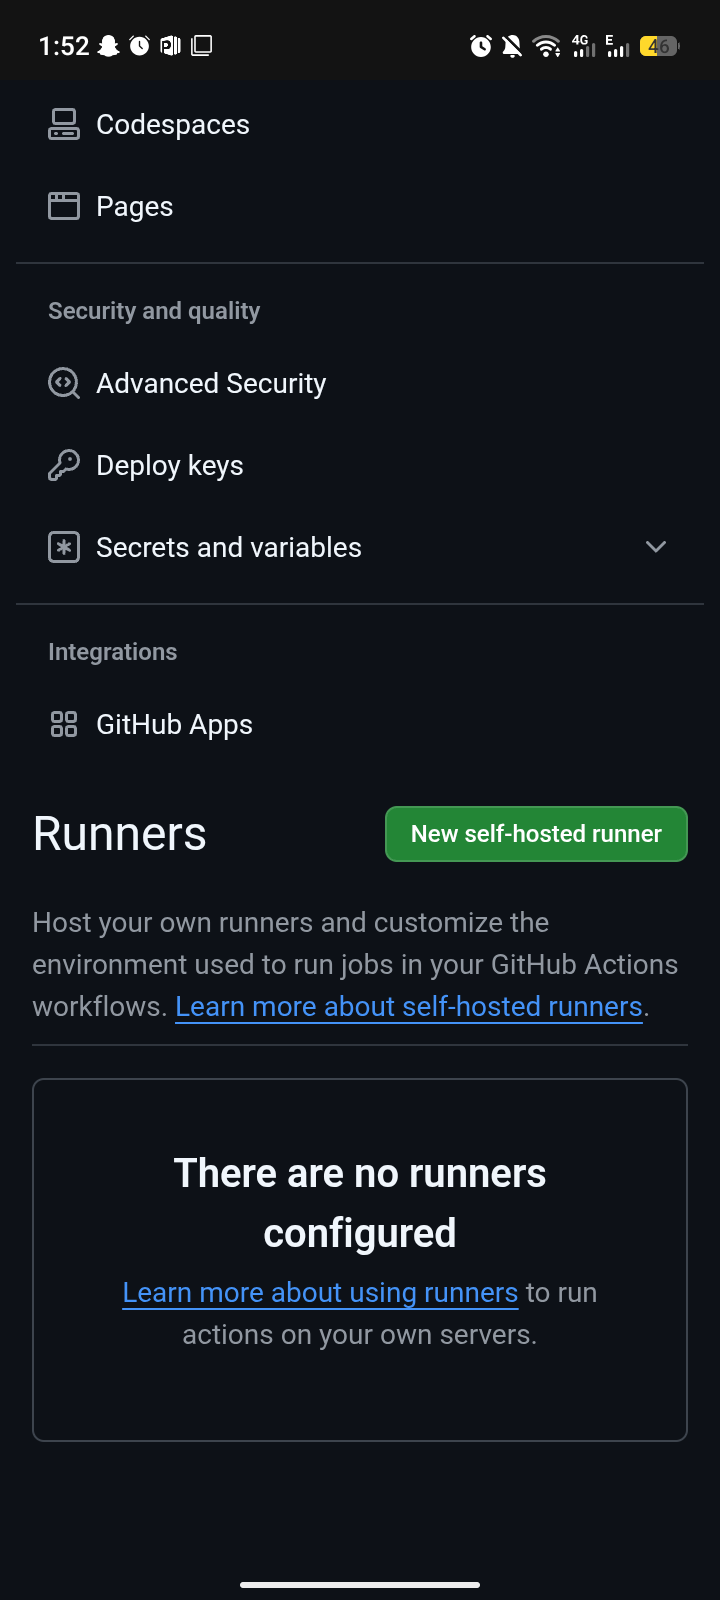 1:52
4G
E
46
Codespaces
Pages
Security and quality
Advanced Security
Deploy keys
Secrets and variables
Integrations
GitHub Apps
Runners
New self-hosted runner
Host your own runners and customize the
environment used to run jobs in your GitHub Actions
workflows. Learn more about self-hosted runners.
There are no runners
configured
Learn more about using runners to run
actions on your own servers.